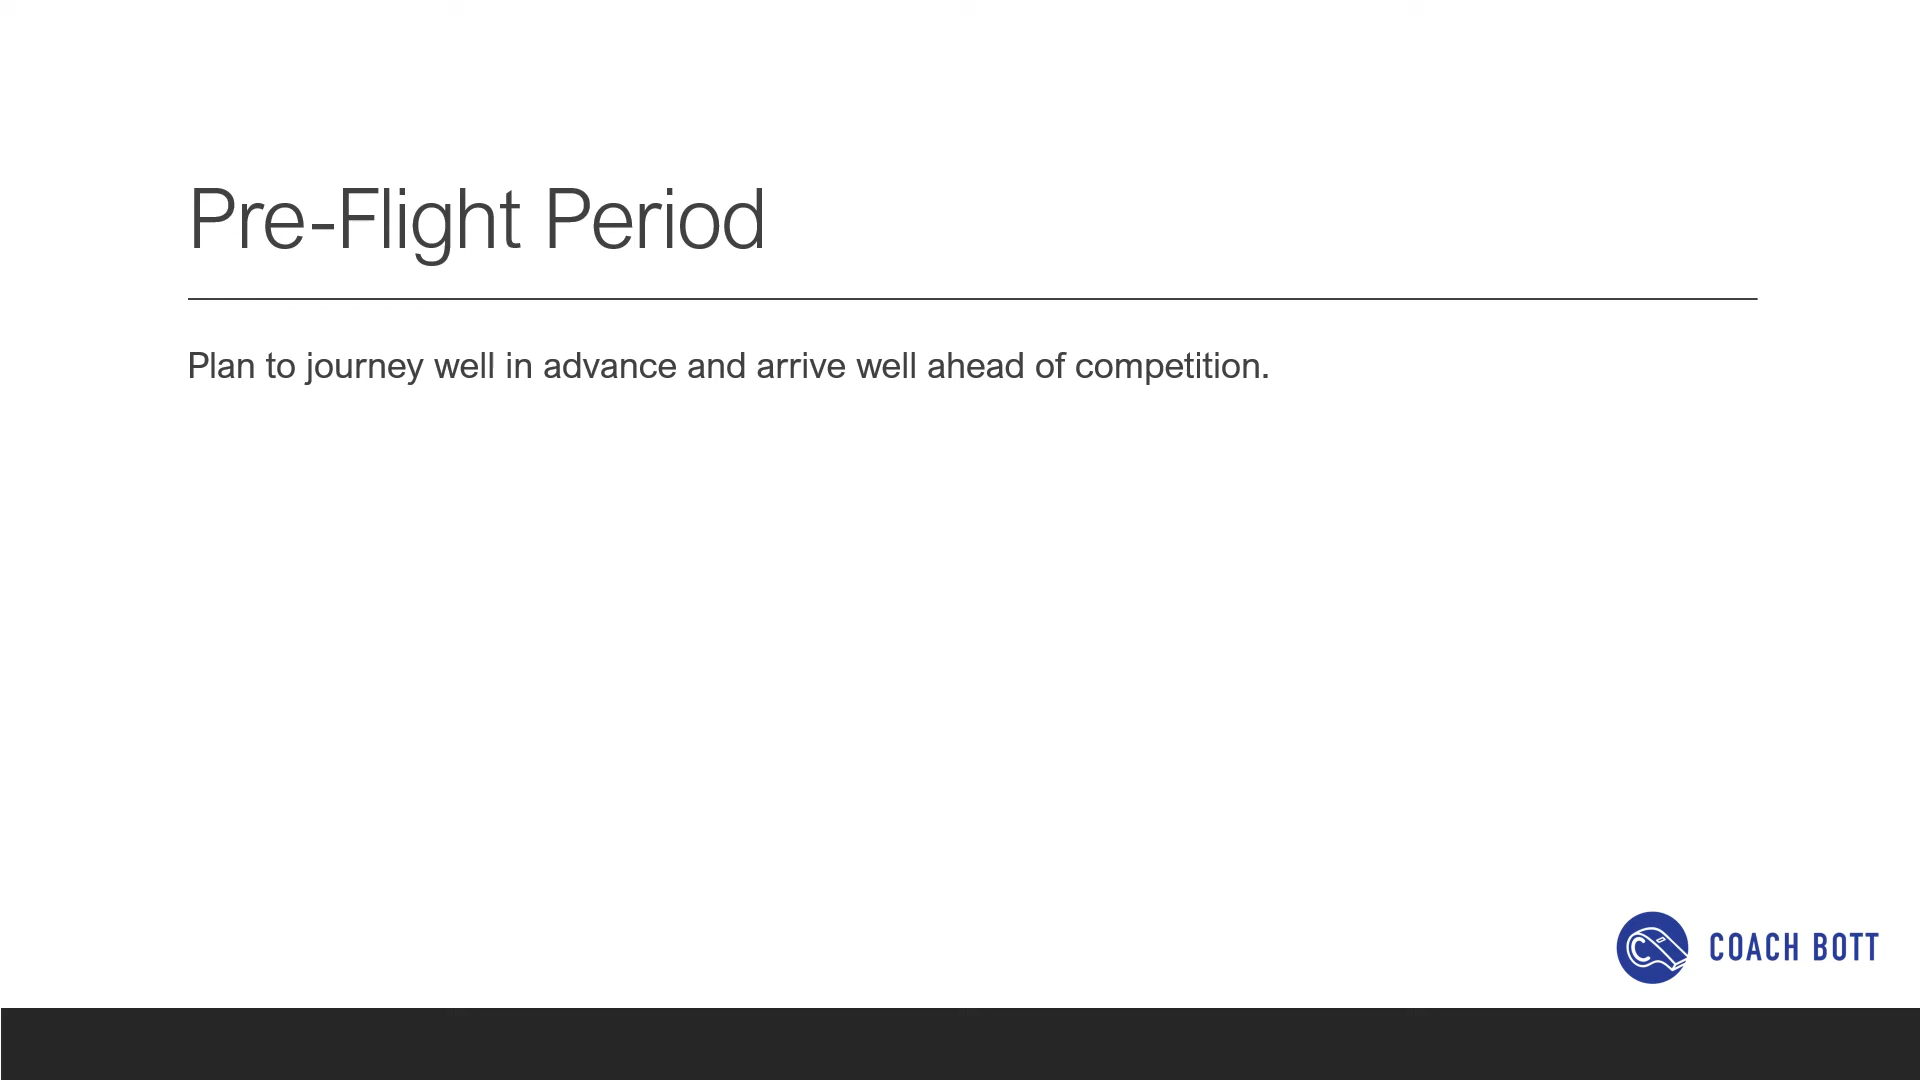 Pre-Flight Period
Plan to journey well in advance and arrive well ahead of competition.
C COACH BOTT